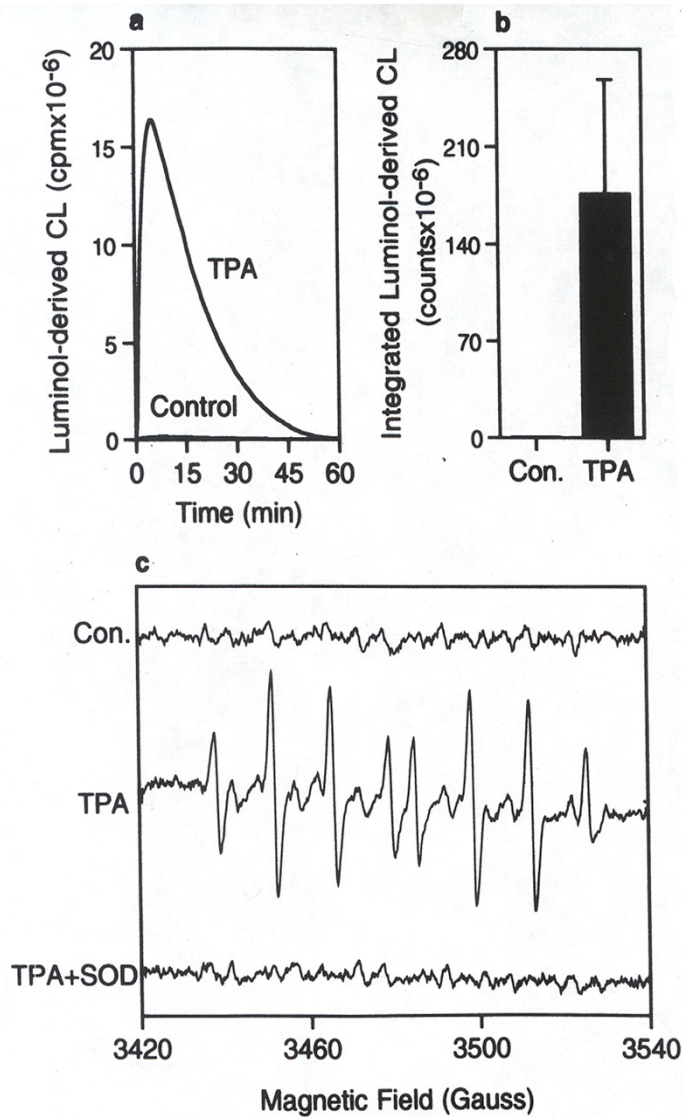 a
Luminol-derived CL (cpmx10-6)
20
15
10
5
0
TPA
Control
0 15 30 45 60
Time (min)
b
Integrated Luminol-derived CL
(countsx10-6)
280
210
140
70
0
Con. TPA
c
Con.
TPA
TPA+SOD
3420 3460 3500 3540
Magnetic Field (Gauss)